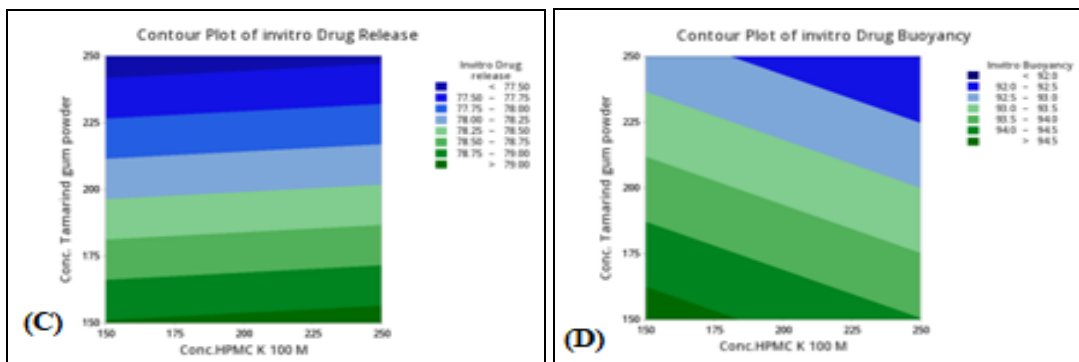 Contour Plot of invitro Drug Release
250
225
200
175
150
150 175 200 225 250
Conc. Tamarind gum powder
Conc.HPMC K 100 M
Invitro Drug
release
< 77.50
77.50 – 77.75
77.75 – 78.00
78.00 – 78.25
78.25 – 78.50
78.50 – 78.75
78.75 – 79.00
> 79.00
(C)
Contour Plot of invitro Drug Buoyancy
250
225
200
175
150
150 175 200 225 250
Conc. Tamarind gum powder
Conc.HPMC K 100 M
Invitro Buoyancy
< 92.0
92.0 – 92.5
92.5 – 93.0
93.0 – 93.5
93.5 – 94.0
94.0 – 94.5
> 94.5
(D)